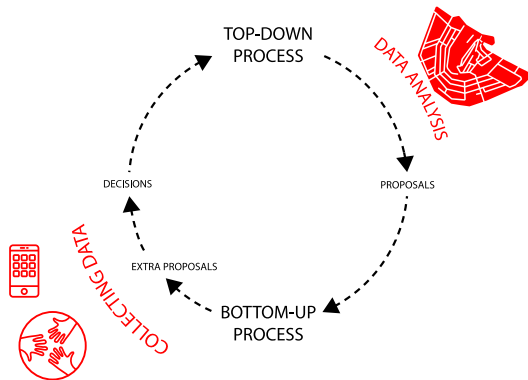 TOP-DOWN
PROCESS
DATA ANALYSIS
DECISIONS
PROPOSALS
COLLECTING DATA
EXTRA PROPOSALS
BOTTOM-UP
PROCESS